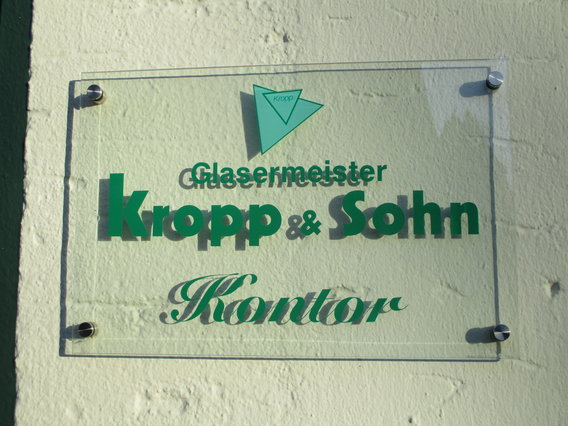 Kropp
Glasermeister
Kropp & Sohn
Kontor